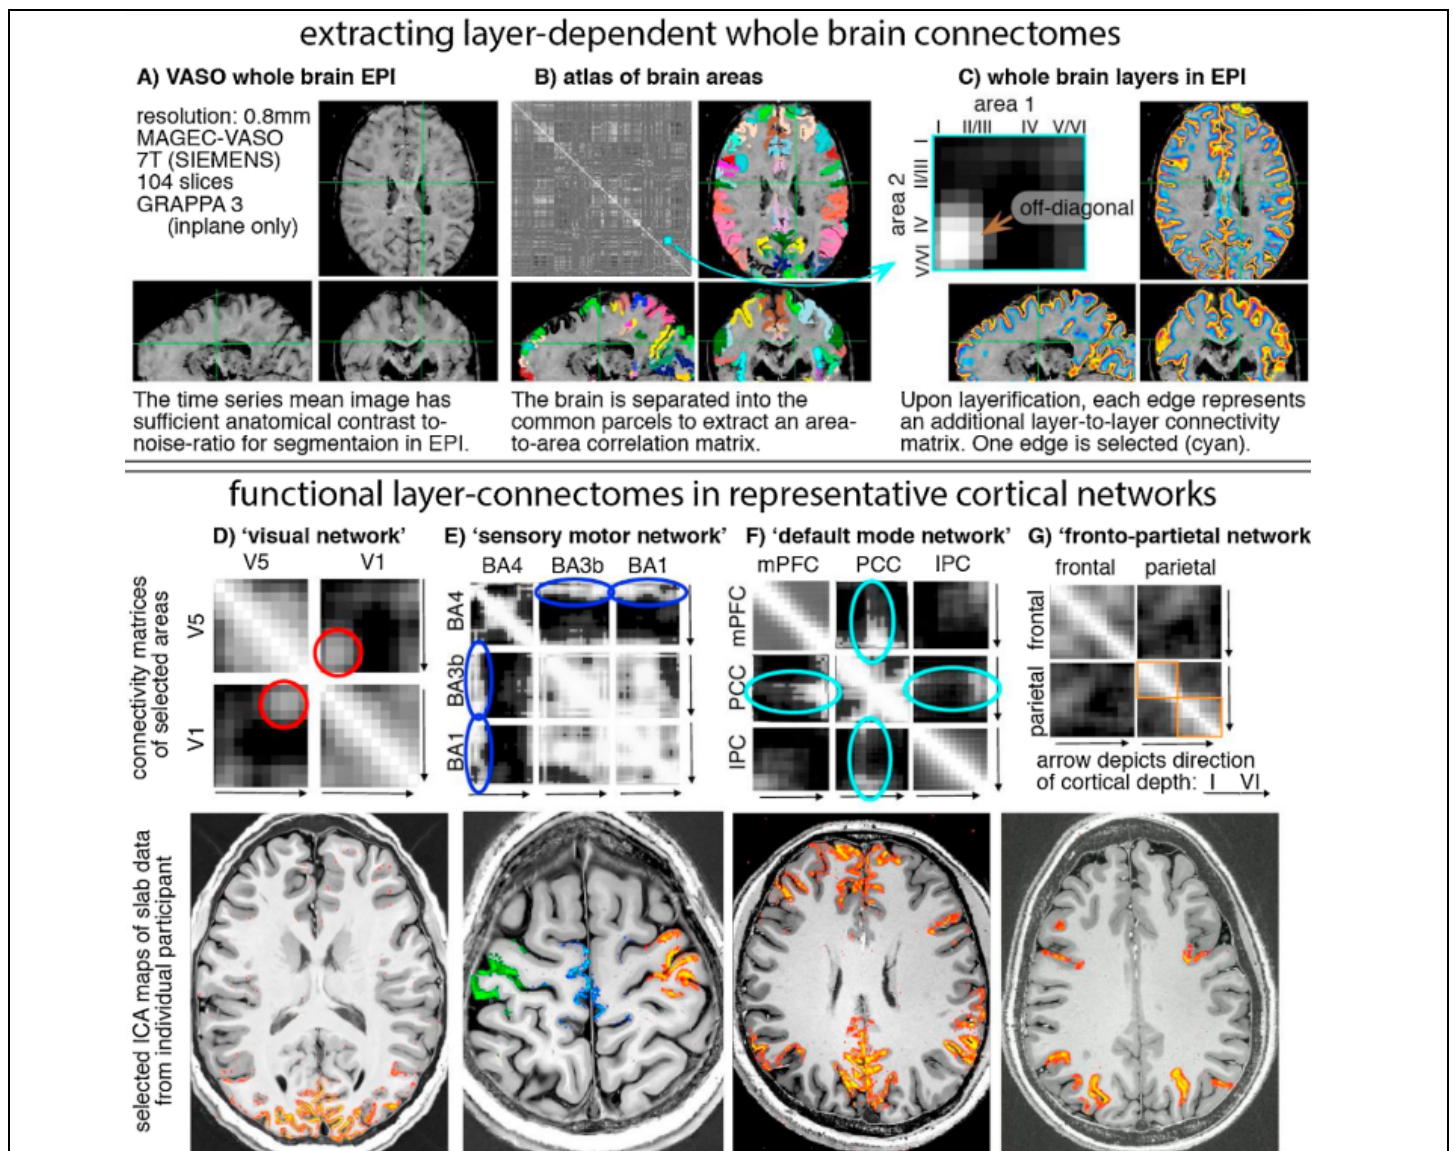 extracting layer-dependent whole brain connectomes
A) VASO whole brain EPI
resolution: 0.8mm
MAGEC-VASO
7T (SIEMENS)
104 slices
GRAPPA 3
(inplane only)
The time series mean image has
sufficient anatomical contrast to-
noise-ratio for segmentaion in EPI.
B) atlas of brain areas
The brain is separated into the
common parcels to extract an area-
to-area correlation matrix.
C) whole brain layers in EPI
area 1
I II/III IV V/VI
area 2
I II/III IV V/VI
off-diagonal
Upon layerification, each edge represents
an additional layer-to-layer connectivity
matrix. One edge is selected (cyan).
functional layer-connectomes in representative cortical networks
connectivity matrices
of selected areas
D) ‘visual network’
V5 V1
V5
V1
E) ‘sensory motor network’
BA4 BA3b BA1
BA4
BA3b
BA1
F) ‘default mode network’
mPFC PCC IPC
mPFC
PCC
IPC
G) ‘fronto-partietal network
frontal parietal
frontal
parietal
arrow depicts direction
of cortical depth: I VI
selected ICA maps of slab data
from individual participant